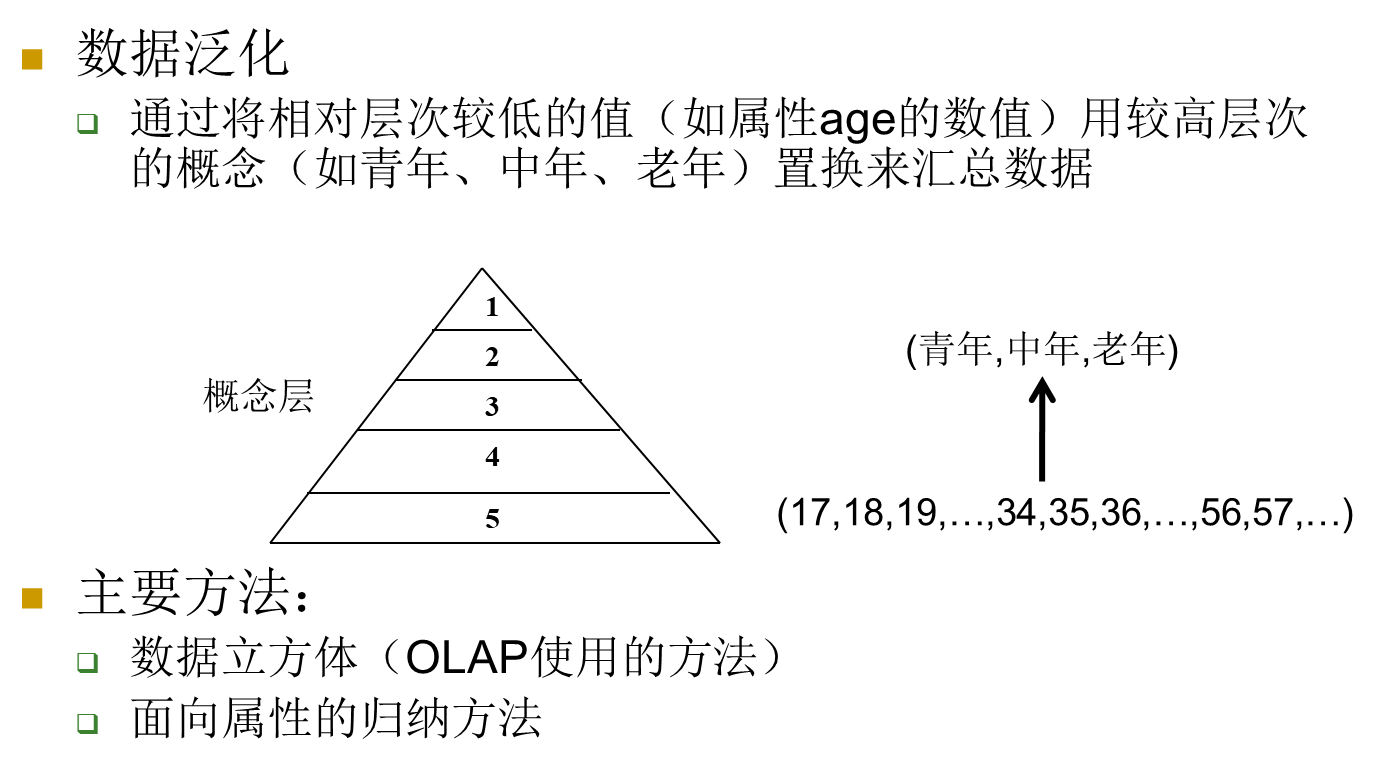 数据泛化
通过将相对层次较低的值（如属性age的数值）用较高层次
的概念（如青年、中年、老年）置换来汇总数据
1
2
3
4
5
概念层
(青年,中年,老年)
(17,18,19,…,34,35,36,…,56,57,…)
主要方法：
数据立方体（OLAP使用的方法）
面向属性的归纳方法